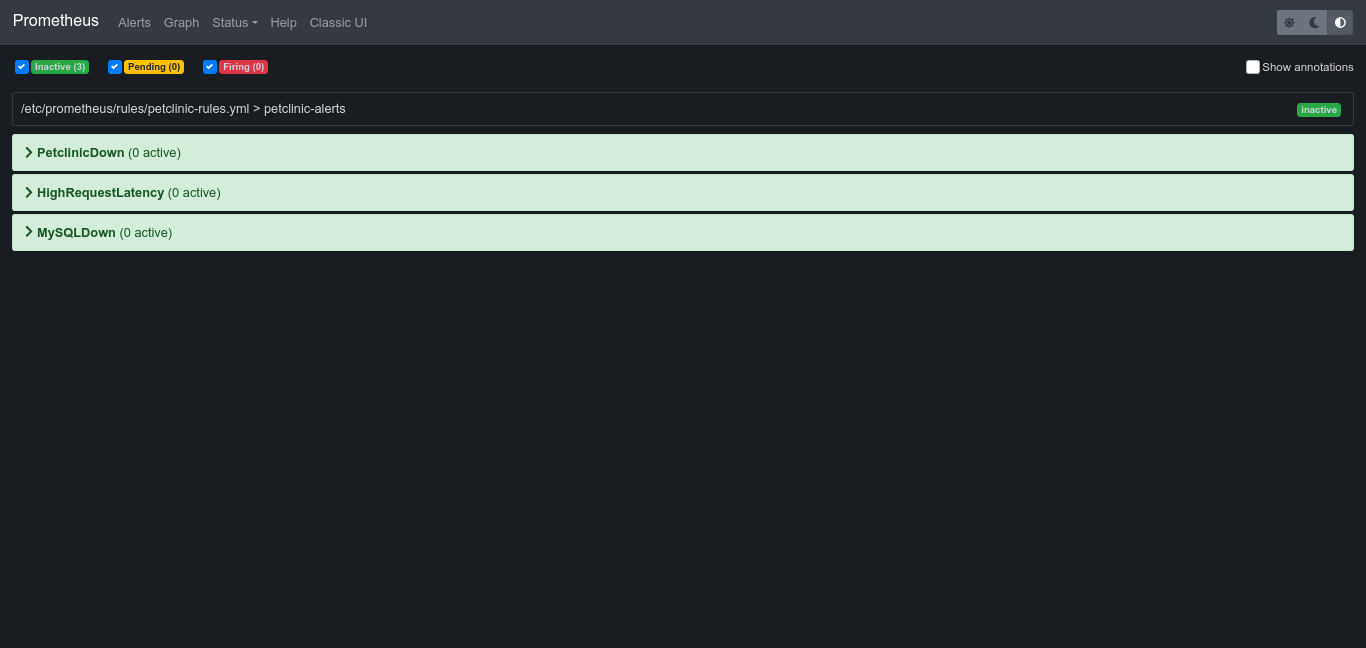 Prometheus Alerts Graph Status Help Classic UI
Inactive (3) Pending (0) Firing (0) Show annotations
/etc/prometheus/rules/petclinic-rules.yml > petclinic-alerts inactive
PetclinicDown (0 active)
HighRequestLatency (0 active)
MySQLDown (0 active)